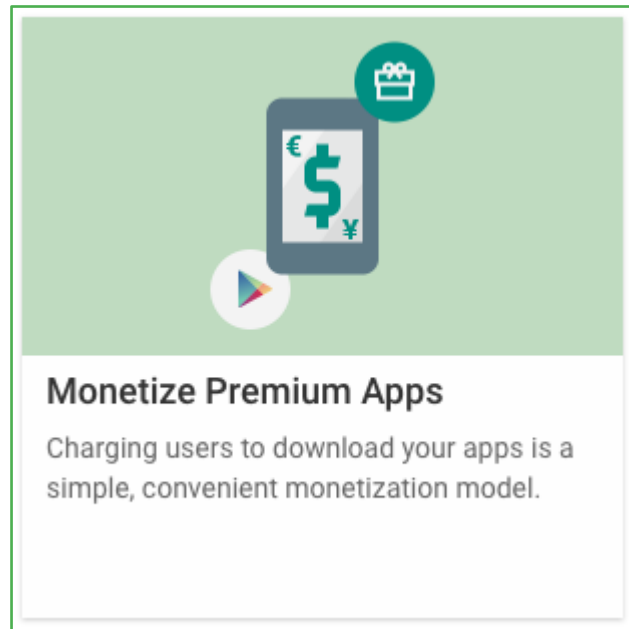 €
$
¥
Monetize Premium Apps
Charging users to download your apps is a
simple, convenient monetization model.